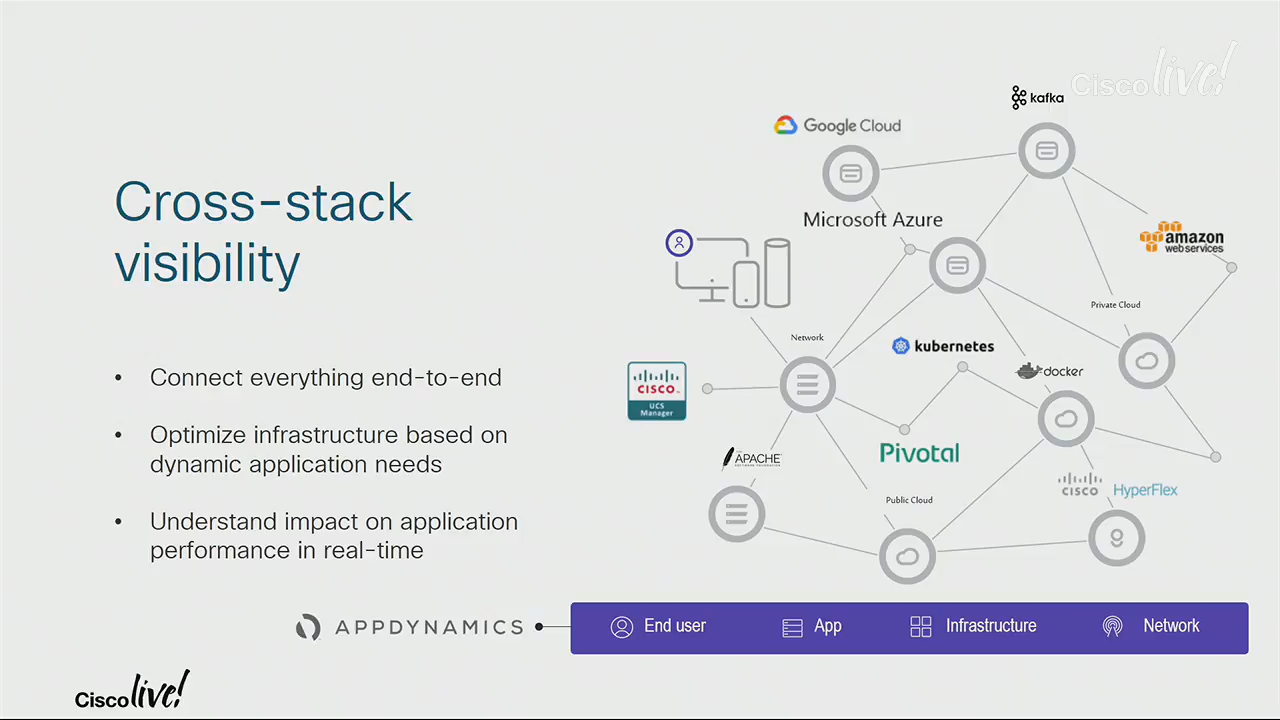 Cisco live!
kafka
Google Cloud
Cross-stack
visibility
Microsoft Azure
amazon
web services
Private Cloud
Network
kubernetes
docker
CISCO
UCS
Manager
• Connect everything end-to-end
• Optimize infrastructure based on
dynamic application needs
• Understand impact on application
performance in real-time
APACHE
SOFTWARE FOUNDATION
Pivotal
CISCO HyperFlex
Public Cloud
APPDYNAMICS
End user App Infrastructure Network
Cisco live!